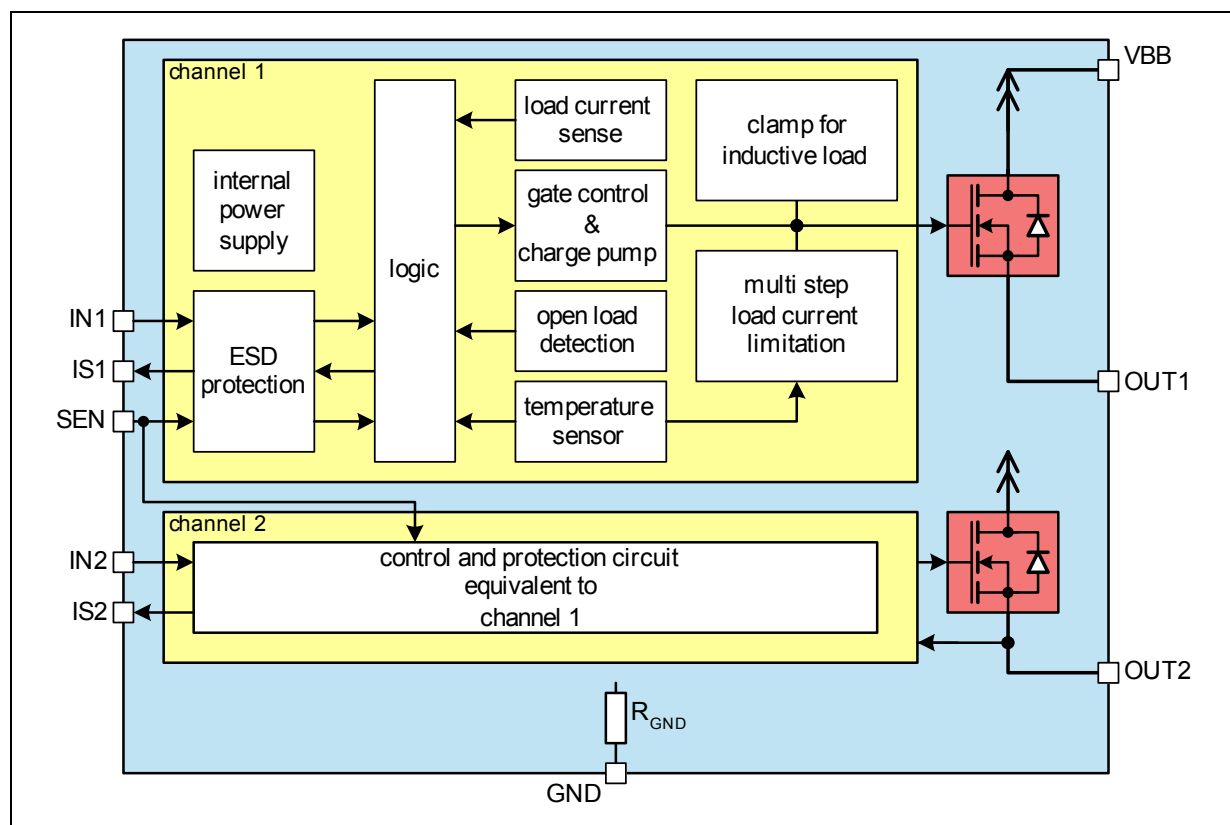 channel 1
VBB
load current
sense
clamp for
inductive load
internal
power
supply
gate control
&
charge pump
logic
IN1
IS1
SEN
ESD
protection
open load
detection
multi step
load current
limitation
temperature
sensor
OUT1
channel 2
IN2
IS2
control and protection circuit
equivalent to
channel 1
OUT2
RGND
GND